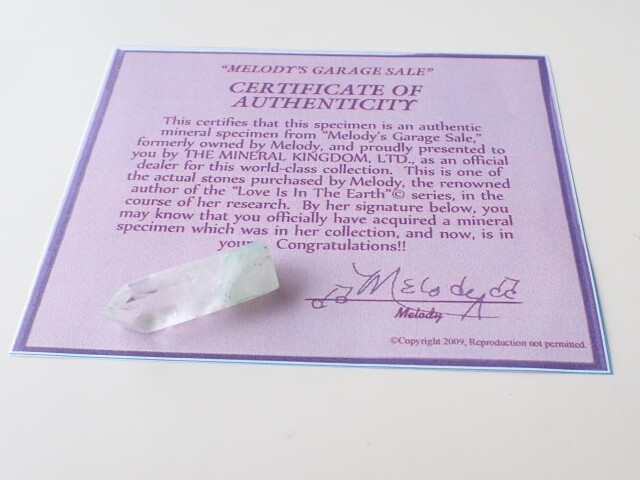 "MELODY'S GARAGE SALE"
CERTIFICATE OF
AUTHENTICITY
This certifies that this specimen is an authentic
mineral specimen from "Melody's Garage Sale,"
formerly owned by Melody, and proudly presented to
you by THE MINERAL KINGDOM, LTD., as an official
dealer for this world-class collection. This is one of
the actual stones purchased by Melody, the renowned
author of the "Love Is In The Earth"© series, in the
course of her research. By her signature below, you
may know that you officially have acquired a mineral
specimen which was in her collection, and now, is in
Congratulations!!
Melody
Melody
©Copyright 2009, Reproduction not permitted.